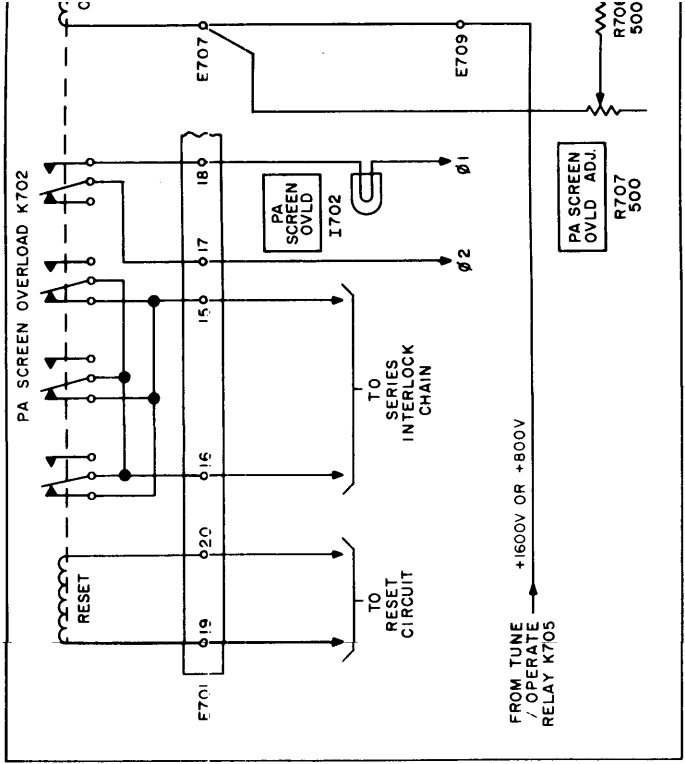 PA SCREEN OVERLOAD K702
RESET
E707
E709
R706
500
18
17
15
16
20
19
E701
PA
SCREEN
OVLD
I702
Ø1
Ø2
PA SCREEN
OVLD ADJ.
R707
500
TO
SERIES
INTERLOCK
CHAIN
TO
RESET
CIRCUIT
+1600V OR +800V
FROM TUNE
/ OPERATE
RELAY K705